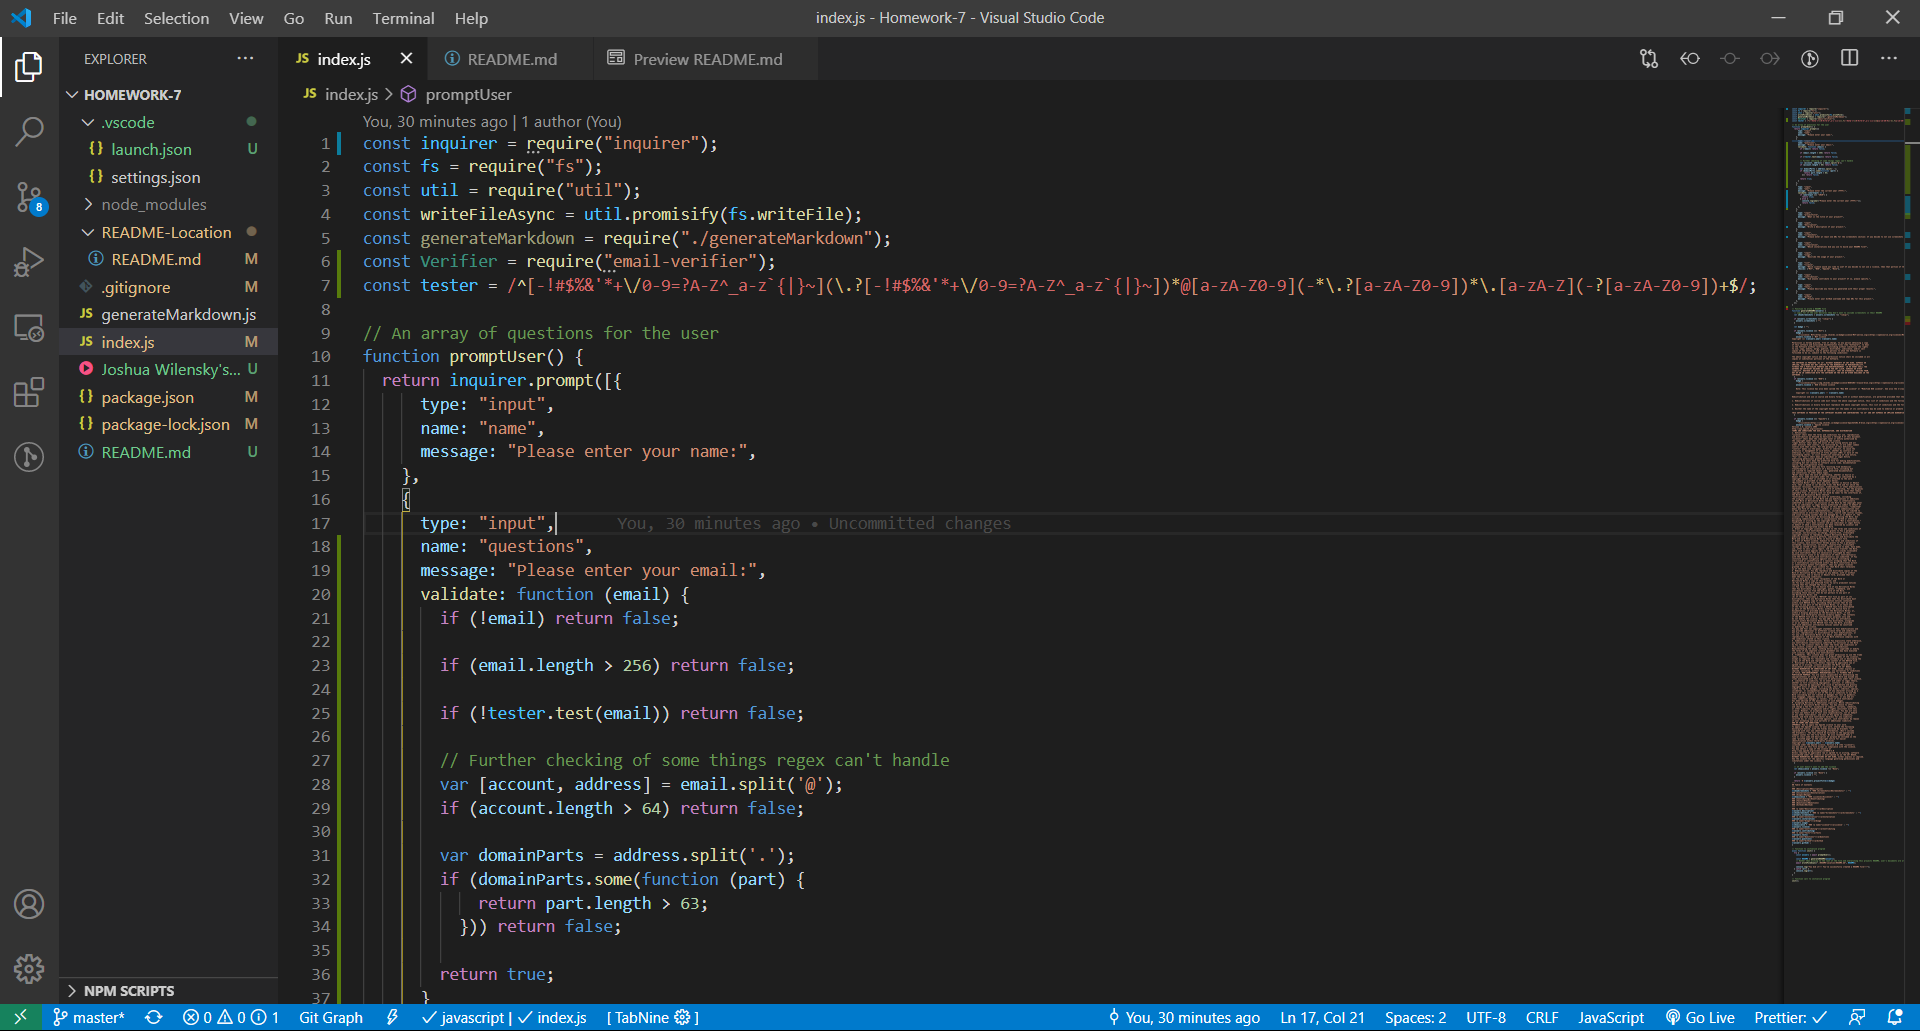 File Edit Selection View Go Run Terminal Help
index.js - Homework-7 - Visual Studio Code
EXPLORER
HOMEWORK-7
.vscode
launch.json U
settings.json
node_modules
README-Location
README.md M
.gitignore M
generateMarkdown.js
index.js M
Joshua Wilensky's... U
package.json M
package-lock.json M
README.md U
NPM SCRIPTS
8
JS index.js
README.md
Preview README.md
JS index.js > promptUser
You, 30 minutes ago | 1 author (You)
1 const inquirer = require("inquirer");
2 const fs = require("fs");
3 const util = require("util");
4 const writeFileAsync = util.promisify(fs.writeFile);
5 const generateMarkdown = require("./generateMarkdown");
6 const Verifier = require("email-verifier");
7 const tester = /^[-!#$%&'*+\/0-9=?A-Z^_a-z`{|}~](\.?[-!#$%&'*+\/0-9=?A-Z^_a-z`{|}~])*@[a-zA-Z0-9](-*\.?[a-zA-Z0-9])*\.[a-zA-Z](-?[a-zA-Z0-9])+$/;
8
9 // An array of questions for the user
10 function promptUser() {
11 return inquirer.prompt([{
12 type: "input",
13 name: "name",
14 message: "Please enter your name:",
15 },
16 {
17 type: "input", You, 30 minutes ago • Uncommitted changes
18 name: "questions",
19 message: "Please enter your email:",
20 validate: function (email) {
21 if (!email) return false;
22
23 if (email.length > 256) return false;
24
25 if (!tester.test(email)) return false;
26
27 // Further checking of some things regex can't handle
28 var [account, address] = email.split('@');
29 if (account.length > 64) return false;
30
31 var domainParts = address.split('.');
32 if (domainParts.some(function (part) {
33 return part.length > 63;
34 })) return false;
35
36 return true;
37 }
master* 0 0 1 Git Graph javascript | index.js [ TabNine ] You, 30 minutes ago Ln 17, Col 21 Spaces: 2 UTF-8 CRLF JavaScript Go Live Prettier: